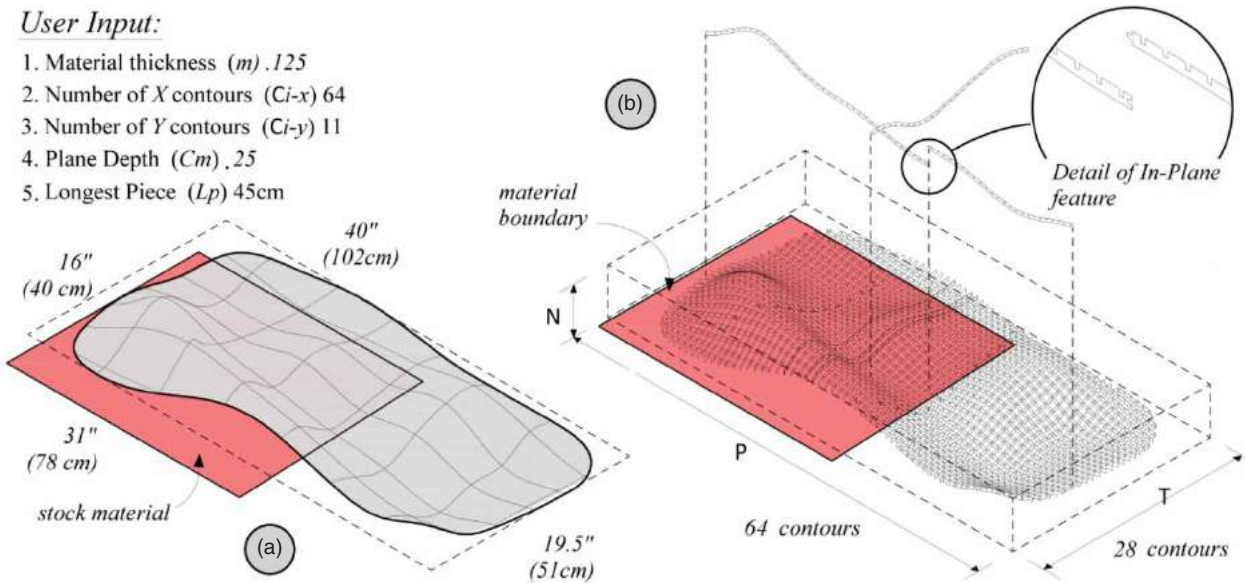 User Input:
1. Material thickness (m) .125
2. Number of X contours (Ci-x) 64
3. Number of Y contours (Ci-y) 11
4. Plane Depth (Cm) .25
5. Longest Piece (Lp) 45cm
16"
(40 cm)
40"
(102cm)
31"
(78 cm)
stock material
19.5"
(51cm)
(a)
(b)
material
boundary
Detail of In-Plane
feature
N
P
T
64 contours
28 contours